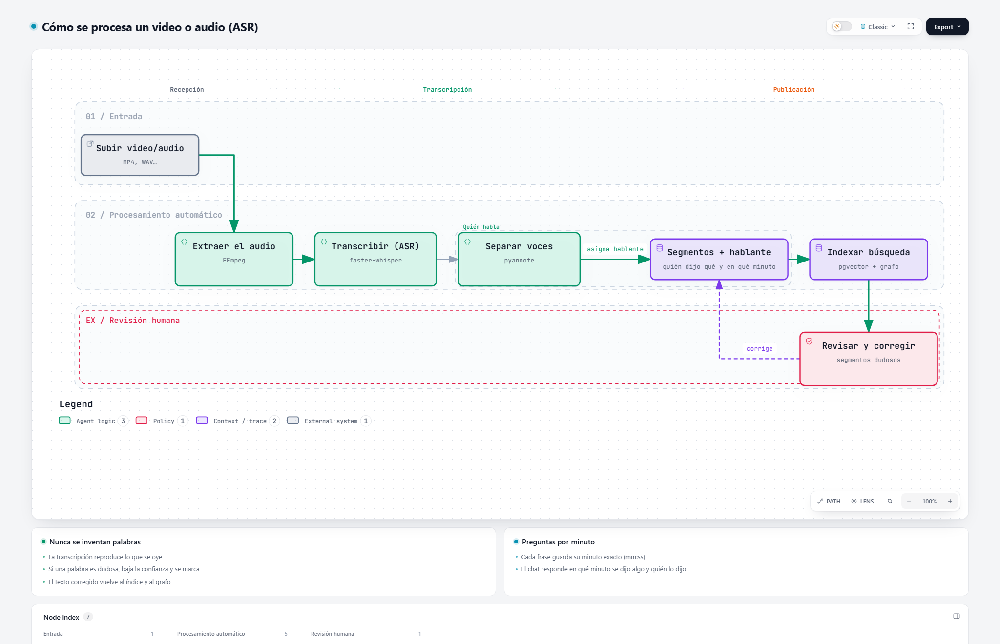 Cómo se procesa un video o audio (ASR)
Classic
Export
Recepción
Transcripción
Publicación
01 / Entrada
Subir video/audio
MP4, WAV…
02 / Procesamiento automático
Quién habla
Extraer el audio
FFmpeg
Transcribir (ASR)
faster-whisper
Separar voces
pyannote
asigna hablante
Segmentos + hablante
quién dijo qué y en qué minuto
Indexar búsqueda
pgvector + grafo
EX / Revisión humana
corrige
Revisar y corregir
segmentos dudosos
Legend
Agent logic 3
Policy 1
Context / trace 2
External system 1
PATH
LENS
− 100% +
Nunca se inventan palabras
• La transcripción reproduce lo que se oye
• Si una palabra es dudosa, baja la confianza y se marca
• El texto corregido vuelve al índice y al grafo
Preguntas por minuto
• Cada frase guarda su minuto exacto (mm:ss)
• El chat responde en qué minuto se dijo algo y quién lo dijo
Node index 7
Entrada 1
Procesamiento automático 5
Revisión humana 1